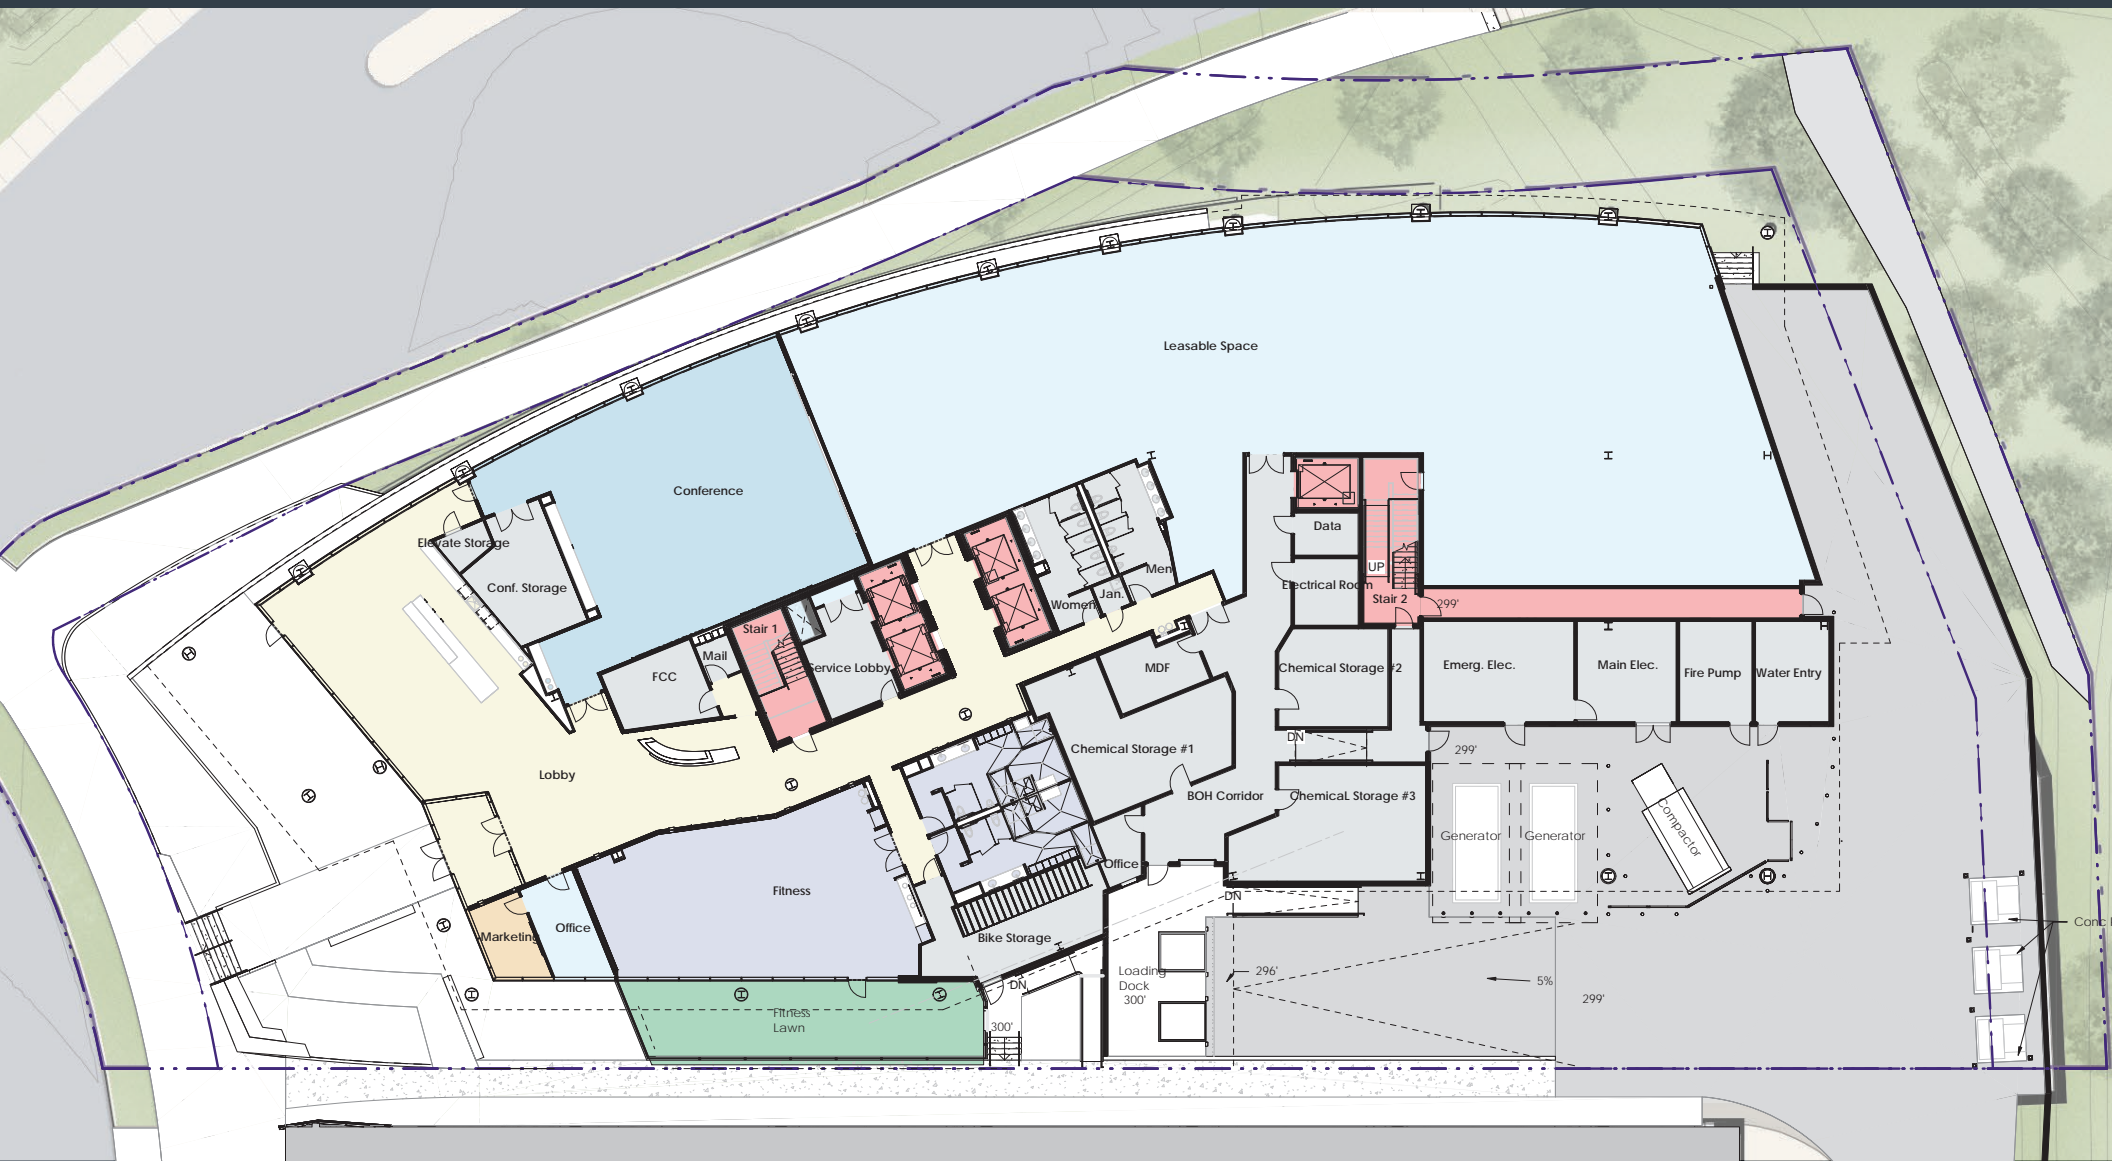 Leasable Space
Conference
Elevate Storage
Conf. Storage
Data
Electrical Room
UP
Stair 2
299'
Men
Jan.
Women
Stair 1
Mail
FCC
Service Lobby
MDF
Chemical Storage #2
Emerg. Elec.
Main Elec.
Fire Pump
Water Entry
DN
299'
Chemical Storage #1
Lobby
BOH Corridor
ChemicaL Storage #3
Generator
Generator
Compactor
Office
Fitness
DN
Marketing
Office
Bike Storage
Conc
Loading
Dock
300'
296'
5%
299'
DN
Fitness
Lawn
300'